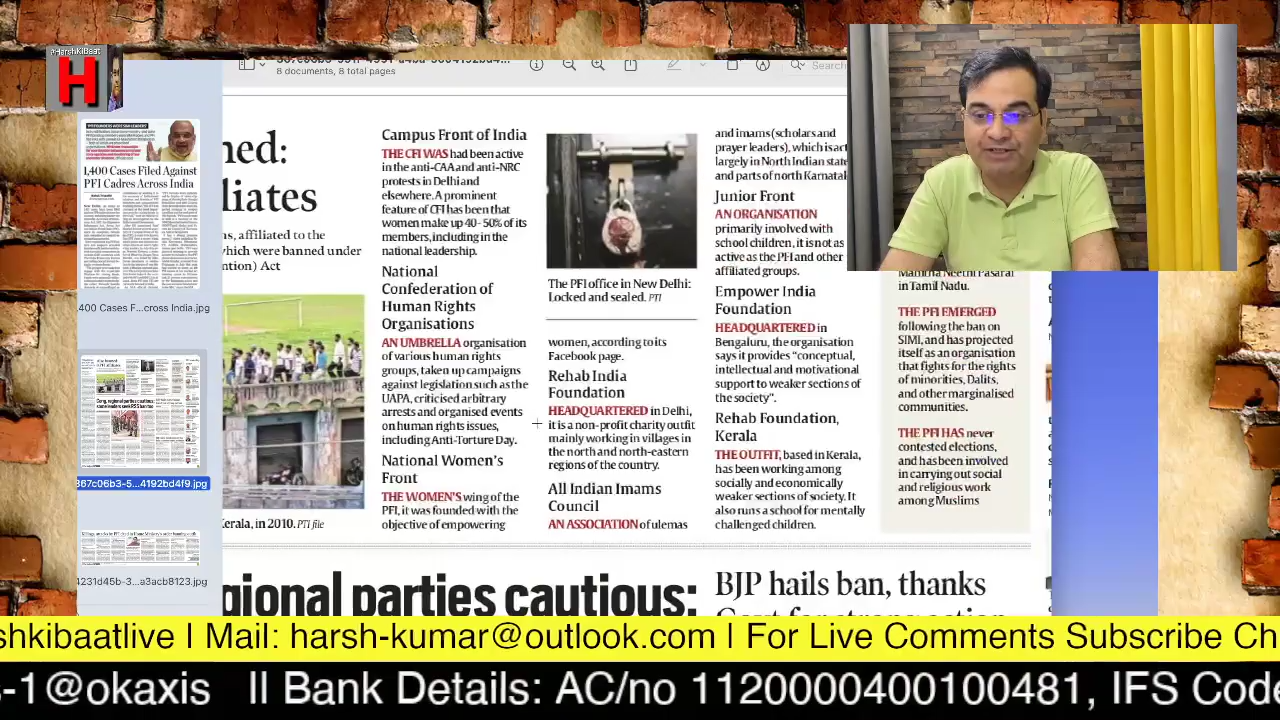 #HarshKiBaat
H
8 documents, 8 total pages
Search
1,400 Cases Filed Against
PFI Cadres Across India
400 Cases F...cross India.jpg
367c06b3-5...4192bd4f9.jpg
4231d45b-3...a3acb8123.jpg
ned:
liates
ns, affiliated to the
which were banned under
ntion) Act
Kerala, in 2010. PTI file
Campus Front of India
THE CFI WAS had been active
in the anti-CAA and anti-NRC
protests in Delhi and
elsewhere. A prominent
feature of CFI has been that
women make up 40-50% of its
members, including in the
national leadership.
National
Confederation of
Human Rights
Organisations
AN UMBRELLA organisation
of various human rights
groups, taken up campaigns
against legislation such as the
UAPA, criticised arbitrary
arrests and organised events
on human rights issues,
including Anti-Torture Day.
National Women's
Front
THE WOMEN'S wing of the
PFI, it was founded with the
objective of empowering
The PFI office in New Delhi:
Locked and sealed. PTI
women, according to its
Facebook page.
Rehab India
Foundation
HEADQUARTERED in Delhi,
it is a non-profit charity outfit
mainly working in villages in
the north and north-eastern
regions of the country.
All Indian Imams
Council
AN ASSOCIATION of ulemas
and imams (scholars and
prayer leaders), which is act
largely in North Indian state
and parts of north Karnatak
Junior Front
AN ORGANISATION
primarily involved with
school children, it is not as
active as the PFI and other
affiliated groups.
Empower India
Foundation
HEADQUARTERED in
Bengaluru, the organisation
says it provides "conceptual,
intellectual and motivational
support to weaker sections of
the society".
Rehab Foundation,
Kerala
THE OUTFIT, based in Kerala,
has been working among
socially and economically
weaker sections of society. It
also runs a school for mentally
challenged children.
in Tamil Nadu.
THE PFI EMERGED
following the ban on
SIMI, and has projected
itself as an organisation
that fights for the rights
of minorities, Dalits,
and other marginalised
communities.
THE PFI HAS never
contested elections,
and has been involved
in carrying out social
and religious work
among Muslims
gional parties cautious;
BJP hails ban, thanks
shkibaatlive I Mail: harsh-kumar@outlook.com I For Live Comments Subscribe Ch
s-1@okaxis II Bank Details: AC/no 1120000400100481, IFS Code